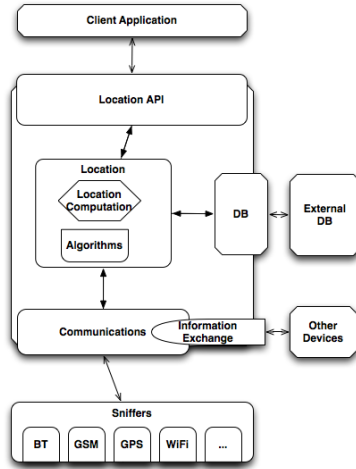 Client Application
Location API
Location
Location
Computation
Algorithms
DB
External
DB
Communications
Information
Exchange
Other
Devices
Sniffers
BT
GSM
GPS
WiFi
...